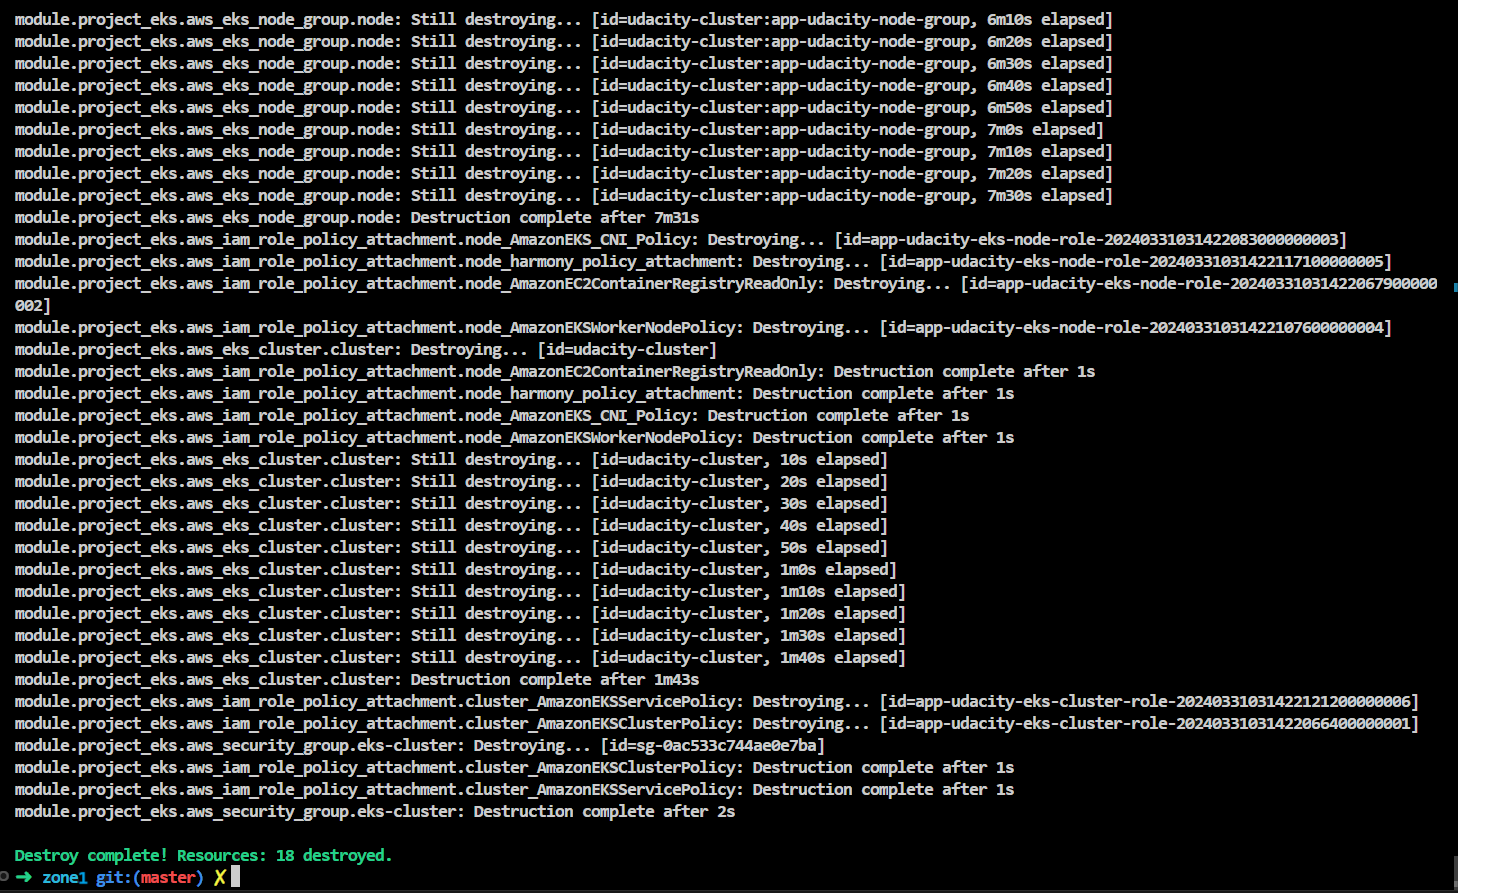 module.project_eks.aws_eks_node_group.node: Still destroying... [id=udacity-cluster:app-udacity-node-group, 6m10s elapsed]
module.project_eks.aws_eks_node_group.node: Still destroying... [id=udacity-cluster:app-udacity-node-group, 6m20s elapsed]
module.project_eks.aws_eks_node_group.node: Still destroying... [id=udacity-cluster:app-udacity-node-group, 6m30s elapsed]
module.project_eks.aws_eks_node_group.node: Still destroying... [id=udacity-cluster:app-udacity-node-group, 6m40s elapsed]
module.project_eks.aws_eks_node_group.node: Still destroying... [id=udacity-cluster:app-udacity-node-group, 6m50s elapsed]
module.project_eks.aws_eks_node_group.node: Still destroying... [id=udacity-cluster:app-udacity-node-group, 7m0s elapsed]
module.project_eks.aws_eks_node_group.node: Still destroying... [id=udacity-cluster:app-udacity-node-group, 7m10s elapsed]
module.project_eks.aws_eks_node_group.node: Still destroying... [id=udacity-cluster:app-udacity-node-group, 7m20s elapsed]
module.project_eks.aws_eks_node_group.node: Still destroying... [id=udacity-cluster:app-udacity-node-group, 7m30s elapsed]
module.project_eks.aws_eks_node_group.node: Destruction complete after 7m31s
module.project_eks.aws_iam_role_policy_attachment.node_AmazonEKS_CNI_Policy: Destroying... [id=app-udacity-eks-node-role-20240331031422083000000003]
module.project_eks.aws_iam_role_policy_attachment.node_harmony_policy_attachment: Destroying... [id=app-udacity-eks-node-role-20240331031422117100000005]
module.project_eks.aws_iam_role_policy_attachment.node_AmazonEC2ContainerRegistryReadOnly: Destroying... [id=app-udacity-eks-node-role-20240331031422067900000
002]
module.project_eks.aws_iam_role_policy_attachment.node_AmazonEKSWorkerNodePolicy: Destroying... [id=app-udacity-eks-node-role-20240331031422107600000004]
module.project_eks.aws_eks_cluster.cluster: Destroying... [id=udacity-cluster]
module.project_eks.aws_iam_role_policy_attachment.node_AmazonEC2ContainerRegistryReadOnly: Destruction complete after 1s
module.project_eks.aws_iam_role_policy_attachment.node_harmony_policy_attachment: Destruction complete after 1s
module.project_eks.aws_iam_role_policy_attachment.node_AmazonEKS_CNI_Policy: Destruction complete after 1s
module.project_eks.aws_iam_role_policy_attachment.node_AmazonEKSWorkerNodePolicy: Destruction complete after 1s
module.project_eks.aws_eks_cluster.cluster: Still destroying... [id=udacity-cluster, 10s elapsed]
module.project_eks.aws_eks_cluster.cluster: Still destroying... [id=udacity-cluster, 20s elapsed]
module.project_eks.aws_eks_cluster.cluster: Still destroying... [id=udacity-cluster, 30s elapsed]
module.project_eks.aws_eks_cluster.cluster: Still destroying... [id=udacity-cluster, 40s elapsed]
module.project_eks.aws_eks_cluster.cluster: Still destroying... [id=udacity-cluster, 50s elapsed]
module.project_eks.aws_eks_cluster.cluster: Still destroying... [id=udacity-cluster, 1m0s elapsed]
module.project_eks.aws_eks_cluster.cluster: Still destroying... [id=udacity-cluster, 1m10s elapsed]
module.project_eks.aws_eks_cluster.cluster: Still destroying... [id=udacity-cluster, 1m20s elapsed]
module.project_eks.aws_eks_cluster.cluster: Still destroying... [id=udacity-cluster, 1m30s elapsed]
module.project_eks.aws_eks_cluster.cluster: Still destroying... [id=udacity-cluster, 1m40s elapsed]
module.project_eks.aws_eks_cluster.cluster: Destruction complete after 1m43s
module.project_eks.aws_iam_role_policy_attachment.cluster_AmazonEKSServicePolicy: Destroying... [id=app-udacity-eks-cluster-role-20240331031422121200000006]
module.project_eks.aws_iam_role_policy_attachment.cluster_AmazonEKSClusterPolicy: Destroying... [id=app-udacity-eks-cluster-role-20240331031422066400000001]
module.project_eks.aws_security_group.eks-cluster: Destroying... [id=sg-0ac533c744ae0e7ba]
module.project_eks.aws_iam_role_policy_attachment.cluster_AmazonEKSClusterPolicy: Destruction complete after 1s
module.project_eks.aws_iam_role_policy_attachment.cluster_AmazonEKSServicePolicy: Destruction complete after 1s
module.project_eks.aws_security_group.eks-cluster: Destruction complete after 2s
Destroy complete! Resources: 18 destroyed.
➜ zone1 git:(master) ✗